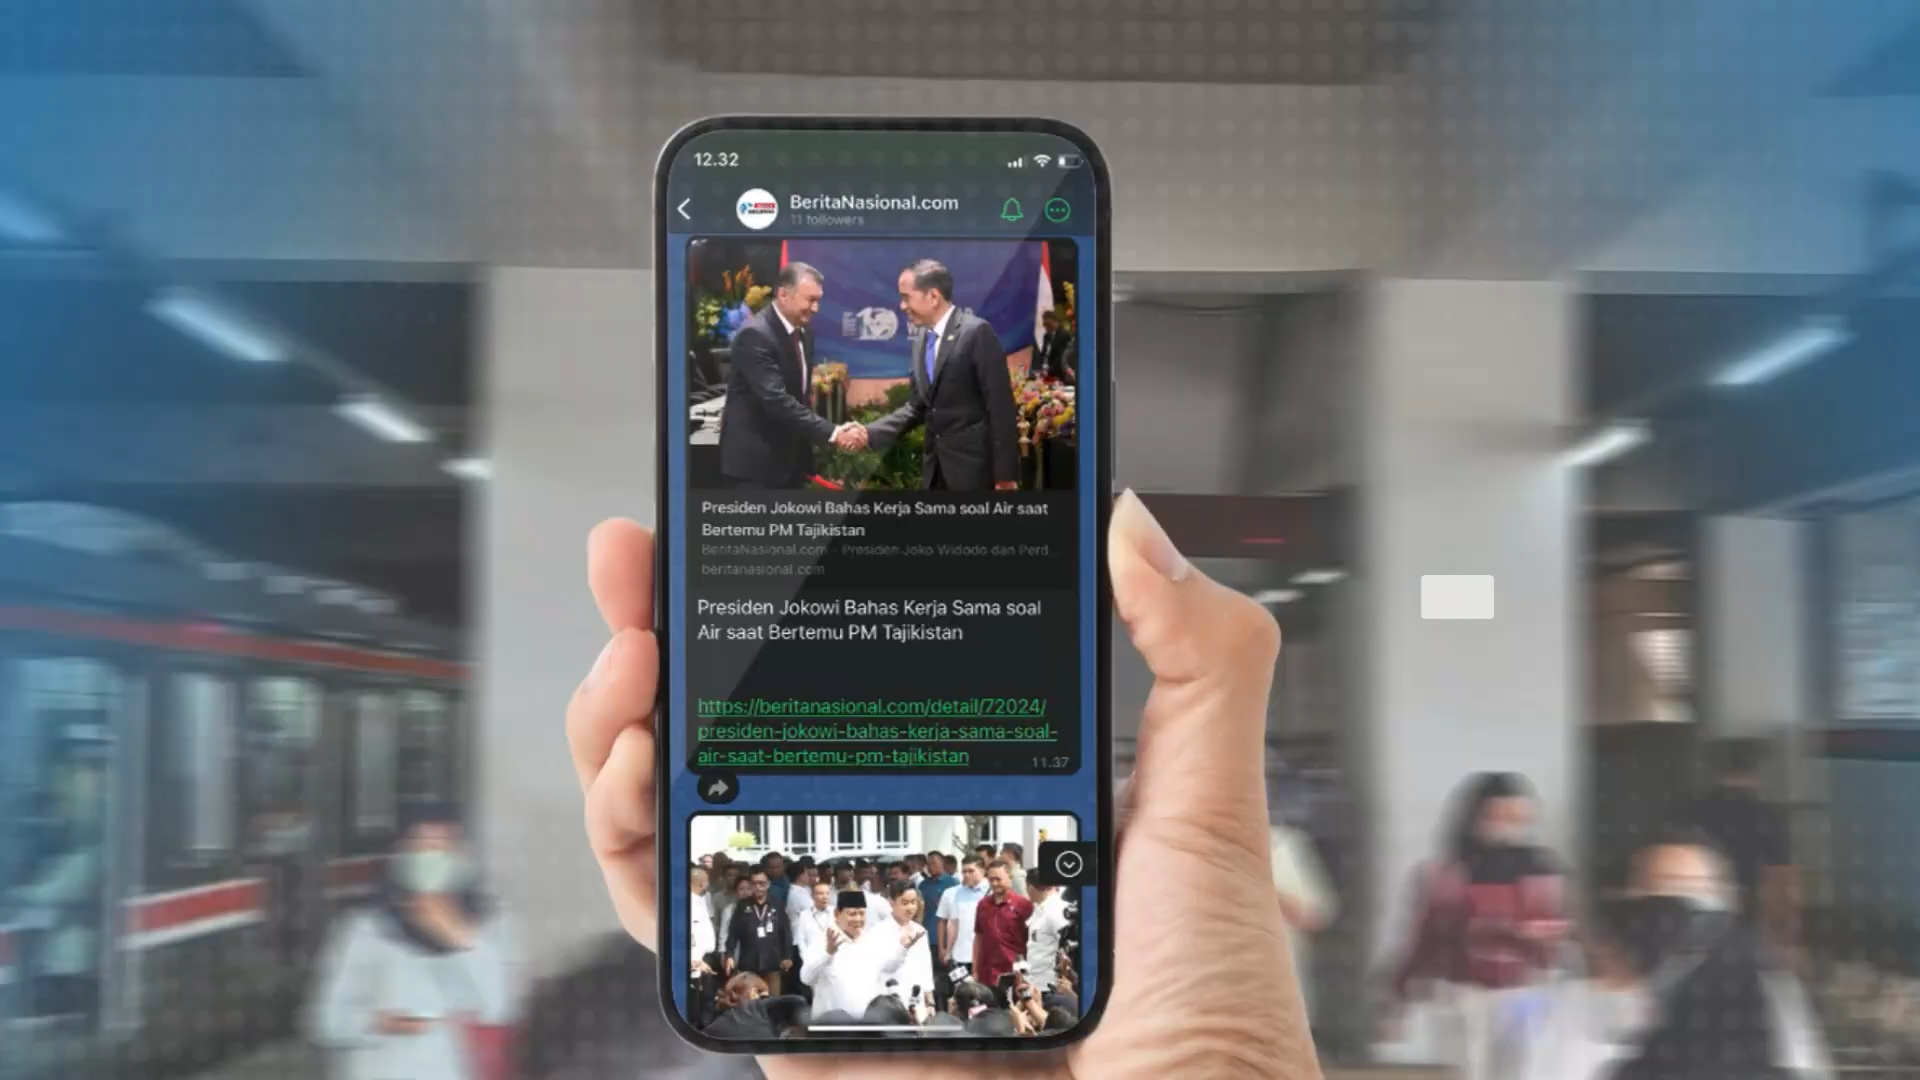 12.32
BeritaNasional.com
11 followers
10
Presiden Jokowi Bahas Kerja Sama soal Air saat
Bertemu PM Tajikistan
BeritaNasional.com - Presiden Joko Widodo dan Perd...
beritanasional.com
Presiden Jokowi Bahas Kerja Sama soal
Air saat Bertemu PM Tajikistan
https://beritanasional.com/detail/72024/
presiden-jokowi-bahas-kerja-sama-soal-
air-saat-bertemu-pm-tajikistan
11.37